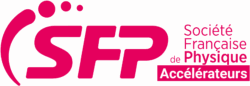 SFP
Société
Française
de Physique
Accélérateurs